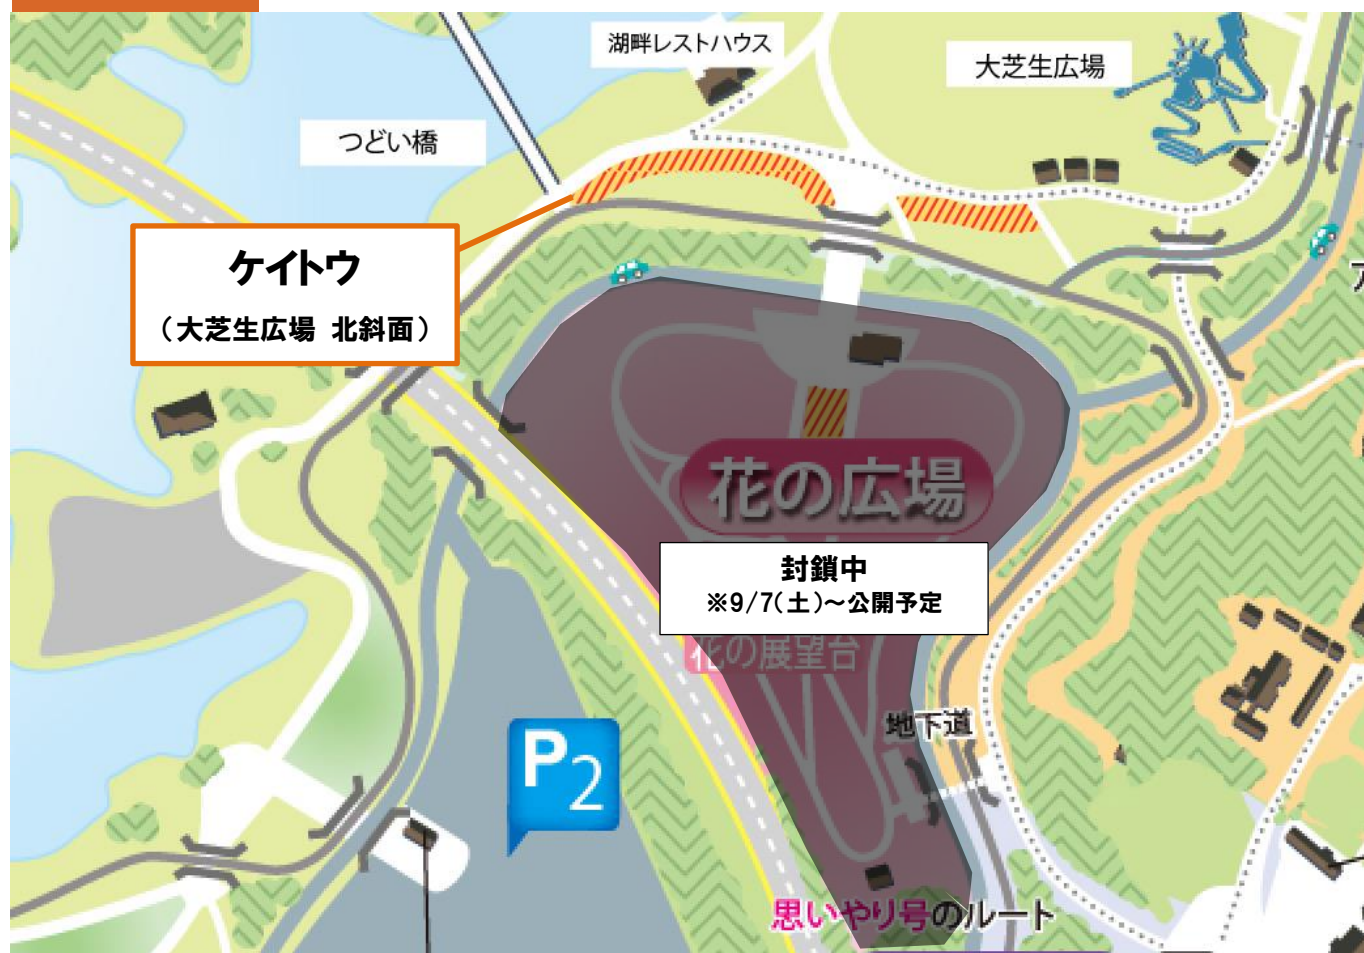 湖畔レストハウス
大芝生広場
つどい橋
ケイトウ
（大芝生広場 北斜面）
花の広場
封鎖中
※9/7(土)～公開予定
花の展望台
地下道
P2
思いやり号のルート